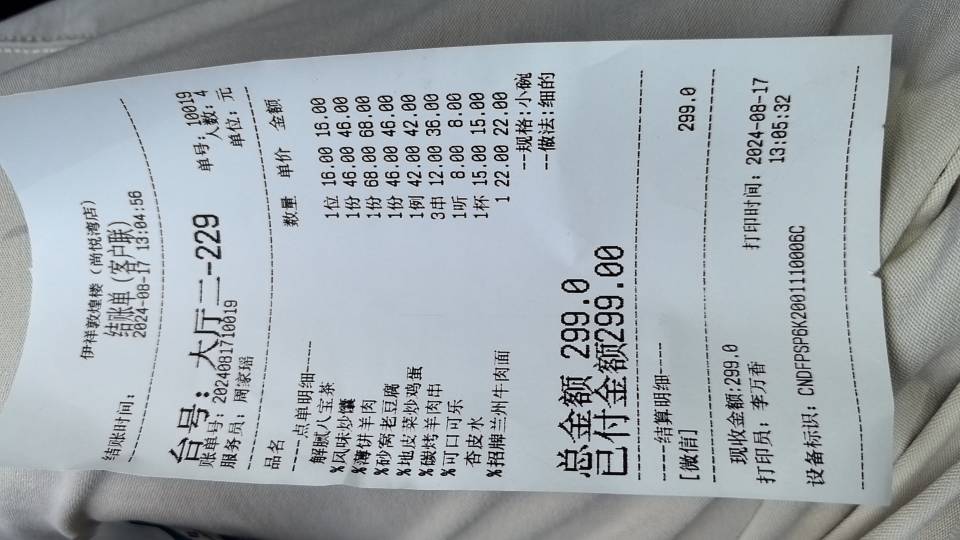 伊祥敦煌楼（尚悦湾店）
结账单（客户联）
结账时间： 2024-08-17 13:04:56
单号: 10019
台号：大厅二-229 人数: 4
账单号: 2024081710019 单位: 元
服务员: 周家瑶
品名 数量 单价 金额
----点单明细----
解腻八宝茶 1位 16.00 16.00
%风味炒馕 1份 46.00 46.00
%薄饼羊肉 1份 68.00 68.00
%砂窝老豆腐 1份 46.00 46.00
%地皮菜炒鸡蛋 1例 42.00 42.00
%碳烤羊肉串 3串 12.00 36.00
%可口可乐 1听 8.00 8.00
杏皮水 1杯 15.00 15.00
%招牌兰州牛肉面 1 22.00 22.00
--规格:小碗
--做法:细的
总金额 299.0
已付金额299.00
----结算明细----
[微信] 299.0
现收金额:299.0
打印员: 李万香 打印时间: 2024-08-17 13:05:32
设备标识: CNDFPSP6K2001110006C